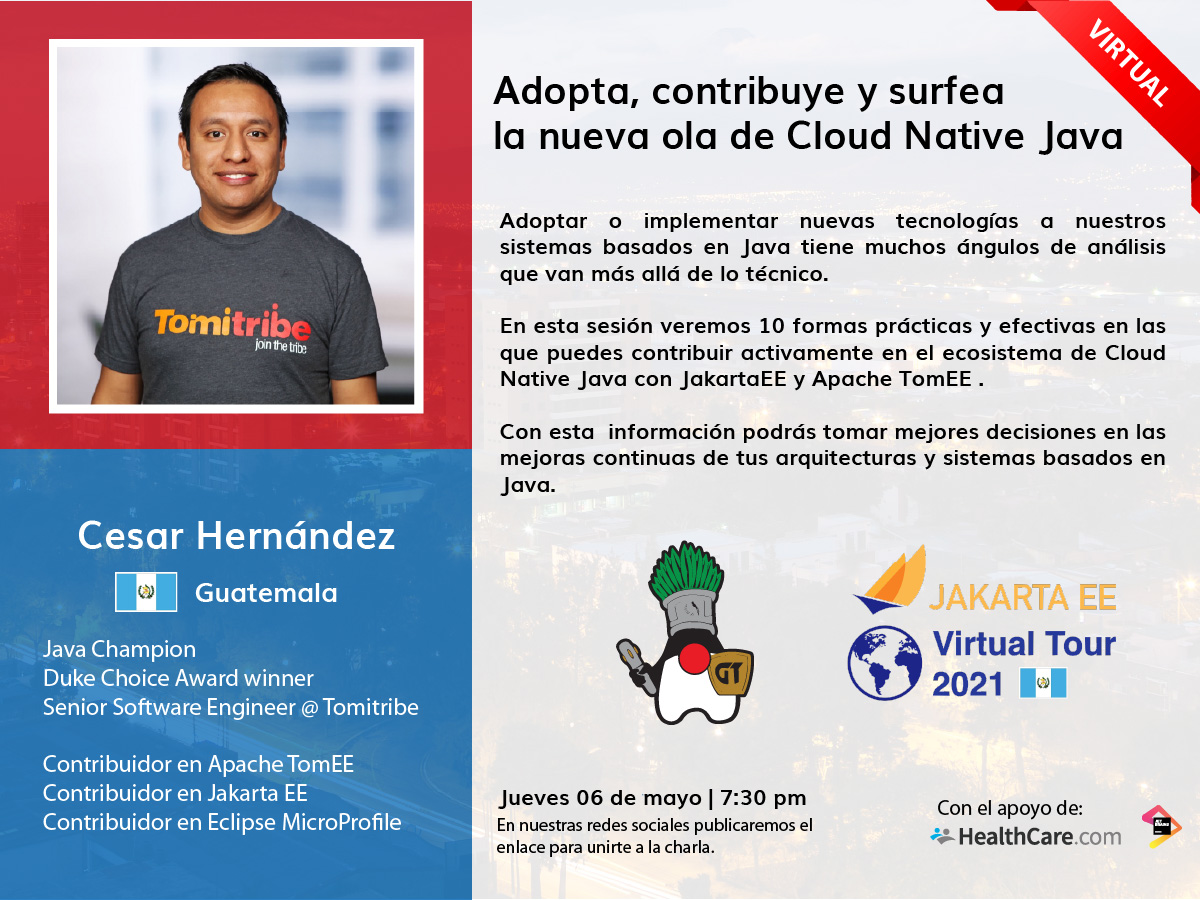 VIRTUAL
Adopta, contribuye y surfea
la nueva ola de Cloud Native Java
Tomitribe
join the tribe
Adoptar o implementar nuevas tecnologías a nuestros
sistemas basados en Java tiene muchos ángulos de análisis
que van más allá de lo técnico.
En esta sesión veremos 10 formas prácticas y efectivas en las
que puedes contribuir activamente en el ecosistema de Cloud
Native Java con JakartaEE y Apache TomEE .
Con esta información podrás tomar mejores decisiones en las
mejoras continuas de tus arquitecturas y sistemas basados en
Java.
Cesar Hernández
Guatemala
Java Champion
Duke Choice Award winner
Senior Software Engineer @ Tomitribe
Contribuidor en Apache TomEE
Contribuidor en Jakarta EE
Contribuidor en Eclipse MicroProfile
GT
JAKARTA EE
Virtual Tour
2021
Jueves 06 de mayo | 7:30 pm
En nuestras redes sociales publicaremos el
enlace para unirte a la charla.
Con el apoyo de:
HealthCare.com